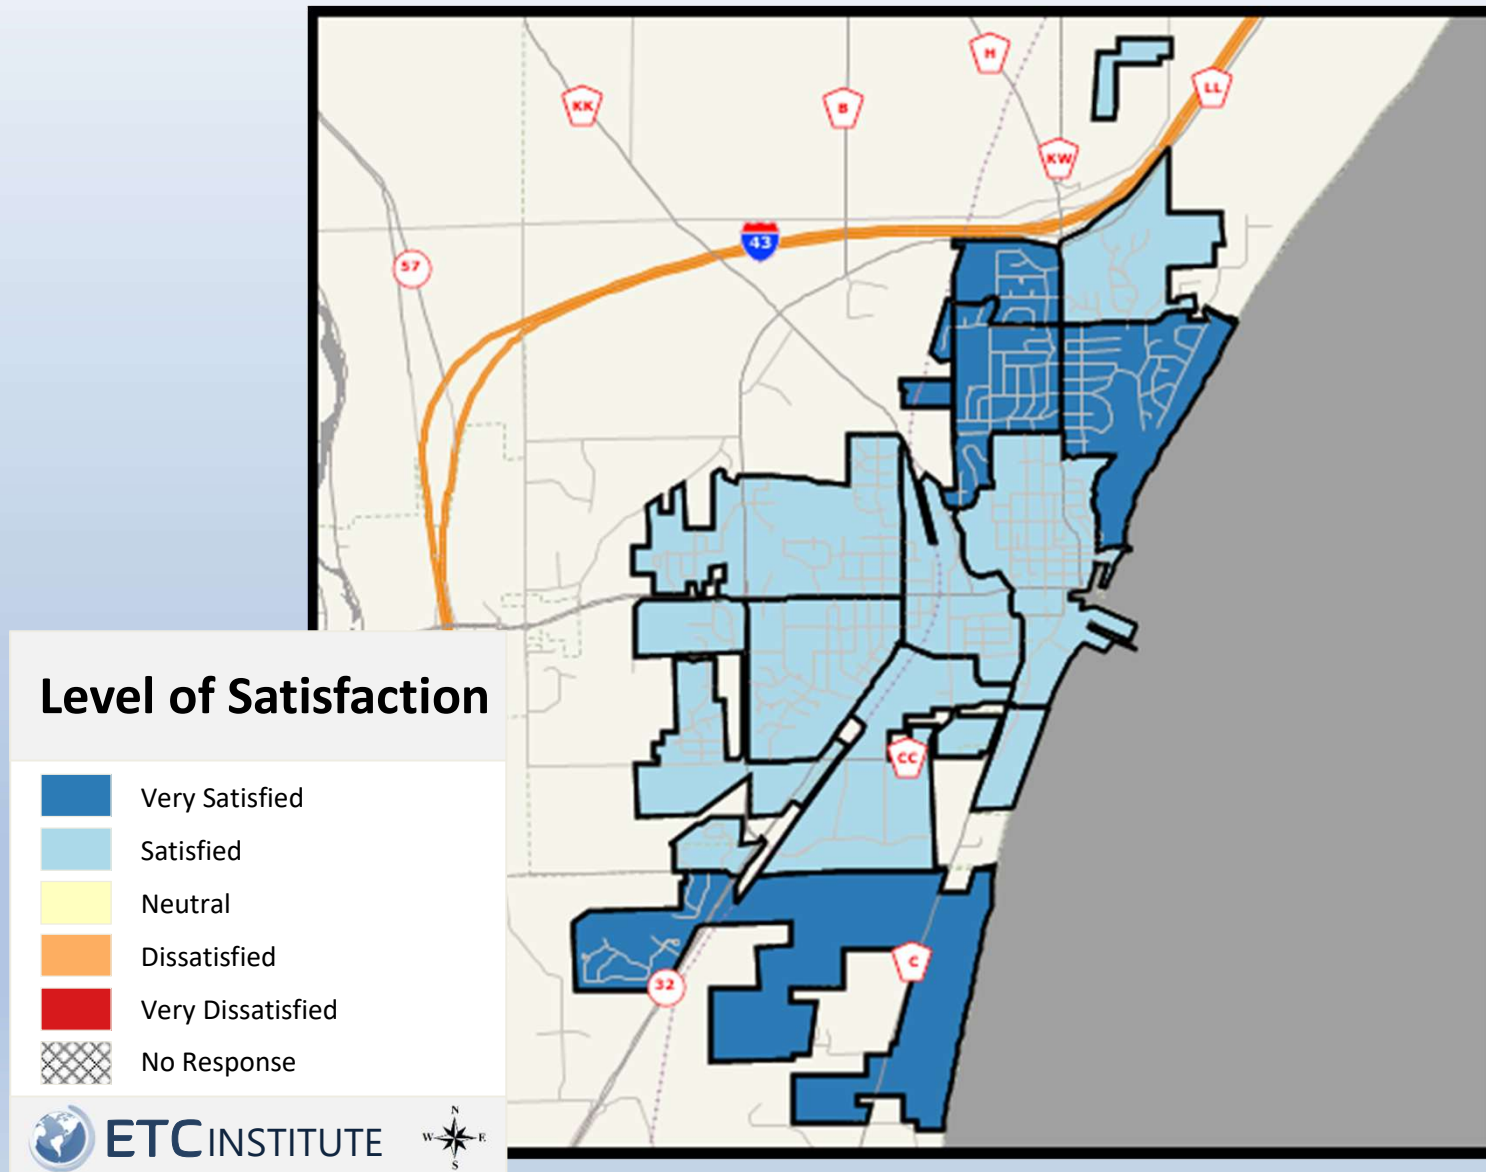 H
KK
B
LL
KW
43
57
Level of Satisfaction
CC
Very Satisfied
Satisfied
Neutral
Dissatisfied
C
32
Very Dissatisfied
No Response
ETC INSTITUTE
N
W E
S